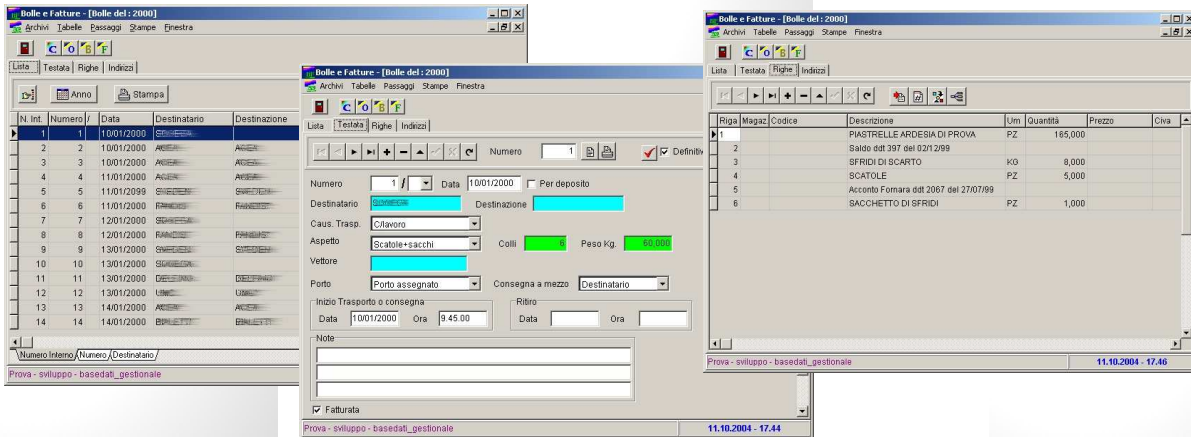 Bolle e Fatture - [Bolle del : 2000]
Archivi Tabelle Passaggi Stampe Finestra
C O B F
Lista Testata Righe Indirizzi
Anno Stampa
N. Int. Numero / Data Destinatario Destinazione
1 1 10/01/2000
2 2 10/01/2000
3 3 10/01/2000
4 4 11/01/2000
5 5 11/01/2099
6 6 11/01/2000
7 7 12/01/2000
8 8 12/01/2000
9 9 13/01/2000
10 10 13/01/2000
11 11 13/01/2000
12 12 13/01/2000
13 13 14/01/2000
14 14 14/01/2000
Numero Interno Numero Destinatario
Prova - sviluppo - basedati_gestionale
Bolle e Fatture - [Bolle del : 2000]
Archivi Tabelle Passaggi Stampe Finestra
C O B F
Lista Testata Righe Indirizzi
Numero 1 Definitiv
Numero 1 / Data 10/01/2000 Per deposito
Destinatario Destinazione
Caus. Trasp. C/lavoro
Aspetto Scatole+sacchi Colli 6 Peso Kg. 60,000
Vettore
Porto Porto assegnato Consegna a mezzo Destinatario
Inizio Trasporto o consegna Ritiro
Data 10/01/2000 Ora 9.45.00 Data Ora
Note
Fatturata
Prova - sviluppo - basedati_gestionale 11.10.2004 - 17.44
Bolle e Fatture - [Bolle del : 2000]
Archivi Tabelle Passaggi Stampe Finestra
C O B F
Lista Testata Righe Indirizzi
Riga Magaz. Codice Descrizione Um Quantità Prezzo Civa
1 PIASTRELLE ARDESIA DI PROVA PZ 165,000
2 Saldo ddt 397 del 02/12/99
3 SFRIDI DI SCARTO KG 8,000
4 SCATOLE PZ 5,000
5 Acconto Fornara ddt 2067 del 27/07/99
6 SACCHETTO DI SFRIDI PZ 1,000
Prova - sviluppo - basedati_gestionale 11.10.2004 - 17.46